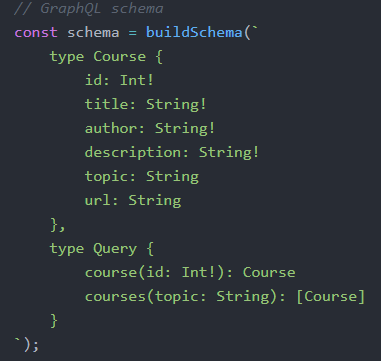 // GraphQL schema
const schema = buildSchema(`
    type Course {
        id: Int!
        title: String!
        author: String!
        description: String!
        topic: String
        url: String
    },
    type Query {
        course(id: Int!): Course
        courses(topic: String): [Course]
    }
`);